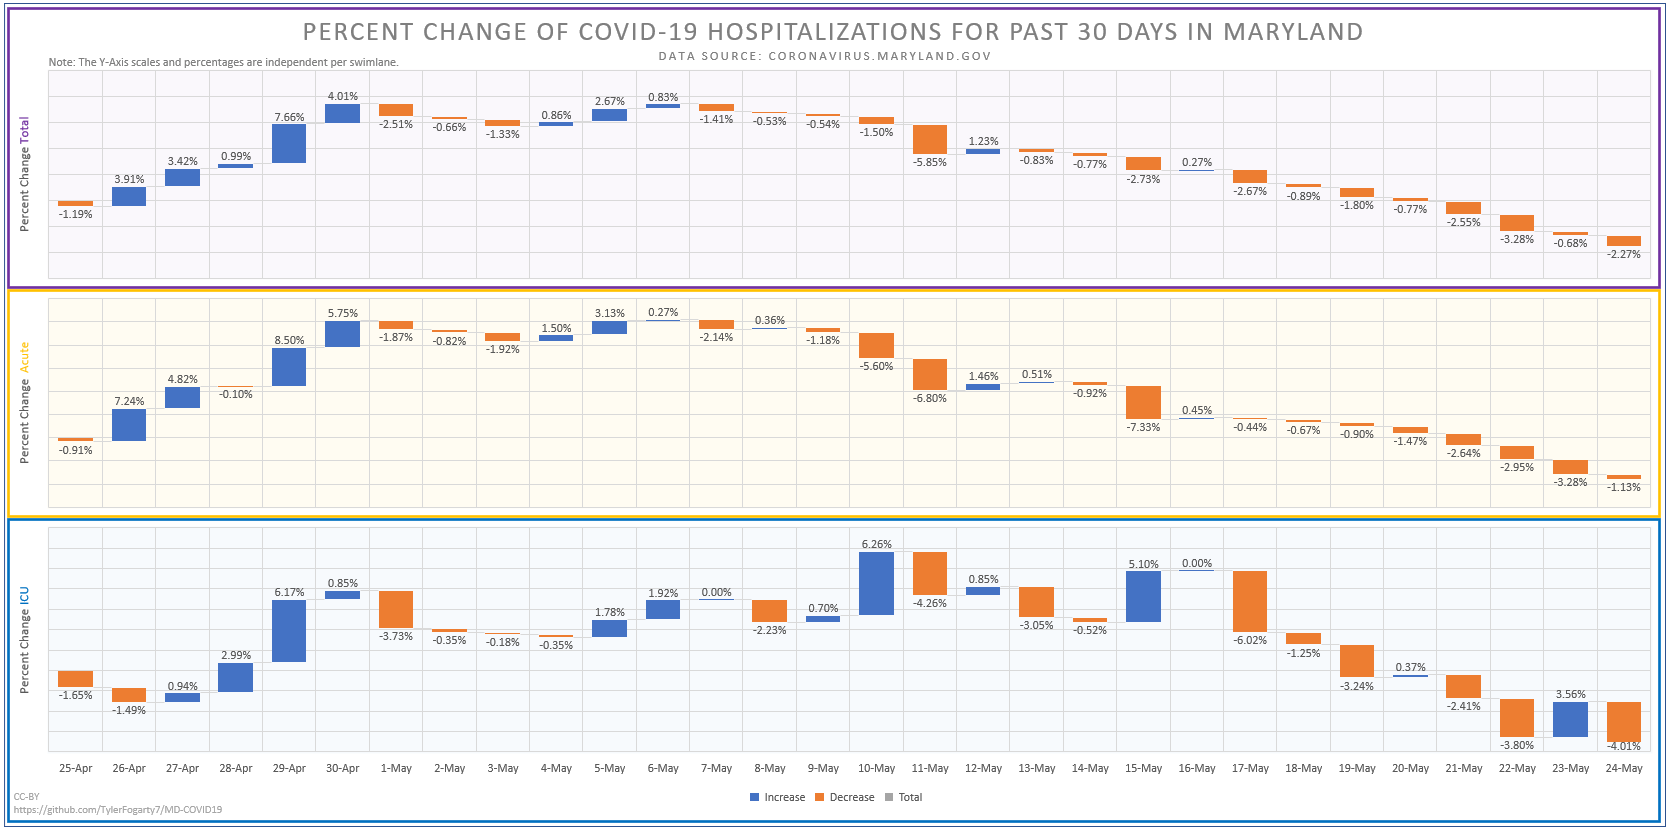 PERCENT CHANGE OF COVID-19 HOSPITALIZATIONS FOR PAST 30 DAYS IN MARYLAND
DATA SOURCE: CORONAVIRUS.MARYLAND.GOV
Note: The Y-Axis scales and percentages are independent per swimlane.
Percent Change Total
-1.19% 3.91% 3.42% 0.99% 7.66% 4.01% -2.51% -0.66% -1.33% 0.86% 2.67% 0.83% -1.41% -0.53% -0.54% -1.50% -5.85% 1.23% -0.83% -0.77% -2.73% 0.27% -2.67% -0.89% -1.80% -0.77% -2.55% -3.28% -0.68% -2.27%
Percent Change Acute
-0.91% 7.24% 4.82% -0.10% 8.50% 5.75% -1.87% -0.82% -1.92% 1.50% 3.13% 0.27% -2.14% 0.36% -1.18% -5.60% -6.80% 1.46% 0.51% -0.92% -7.33% 0.45% -0.44% -0.67% -0.90% -1.47% -2.64% -2.95% -3.28% -1.13%
Percent Change ICU
-1.65% -1.49% 0.94% 2.99% 6.17% 0.85% -3.73% -0.35% -0.18% -0.35% 1.78% 1.92% 0.00% -2.23% 0.70% 6.26% -4.26% 0.85% -3.05% -0.52% 5.10% 0.00% -6.02% -1.25% -3.24% 0.37% -2.41% -3.80% 3.56% -4.01%
25-Apr 26-Apr 27-Apr 28-Apr 29-Apr 30-Apr 1-May 2-May 3-May 4-May 5-May 6-May 7-May 8-May 9-May 10-May 11-May 12-May 13-May 14-May 15-May 16-May 17-May 18-May 19-May 20-May 21-May 22-May 23-May 24-May
Increase Decrease Total
CC-BY
https://github.com/TylerFogarty7/MD-COVID19